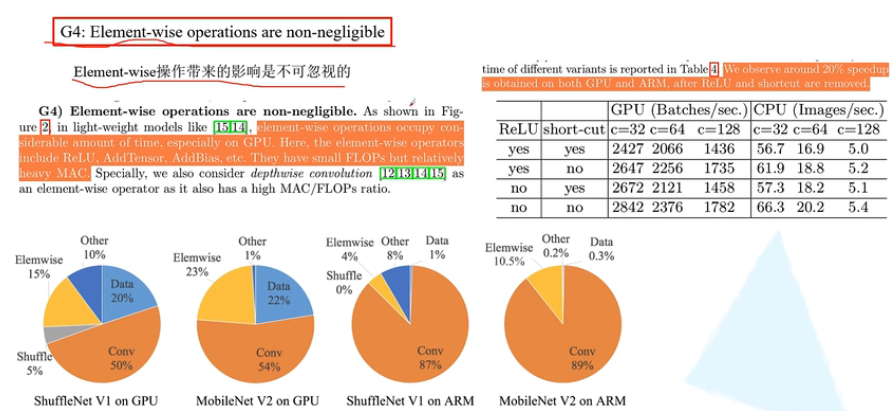 G4: Element-wise operations are non-negligible
Element-wise操作带来的影响是不可忽视的
G4) Element-wise operations are non-negligible. As shown in Fig-
ure 2, in light-weight models like [15,14], element-wise operations occupy con-
siderable amount of time, especially on GPU. Here, the element-wise operators
include ReLU, AddTensor, AddBias, etc. They have small FLOPs but relatively
heavy MAC. Specially, we also consider depthwise convolution [12,13,14,15] as
an element-wise operator as it also has a high MAC/FLOPs ratio.
time of different variants is reported in Table 4. We observe around 20% speedup
is obtained on both GPU and ARM, after ReLU and shortcut are removed.
GPU (Batches/sec.) CPU (Images/sec.)
ReLU short-cut c=32 c=64 c=128 c=32 c=64 c=128
yes yes 2427 2066 1436 56.7 16.9 5.0
yes no 2647 2256 1735 61.9 18.8 5.2
no yes 2672 2121 1458 57.3 18.2 5.1
no no 2842 2376 1782 66.3 20.2 5.4
Other
10%
Elemwise
15%
Data
20%
Shuffle
5%
Conv
50%
ShuffleNet V1 on GPU
Other
1%
Elemwise
23%
Data
22%
Conv
54%
MobileNet V2 on GPU
Elemwise
4%
Other
8%
Data
1%
Shuffle
0%
Conv
87%
ShuffleNet V1 on ARM
Elemwise
10.5%
Other
0.2%
Data
0.3%
Conv
89%
MobileNet V2 on ARM